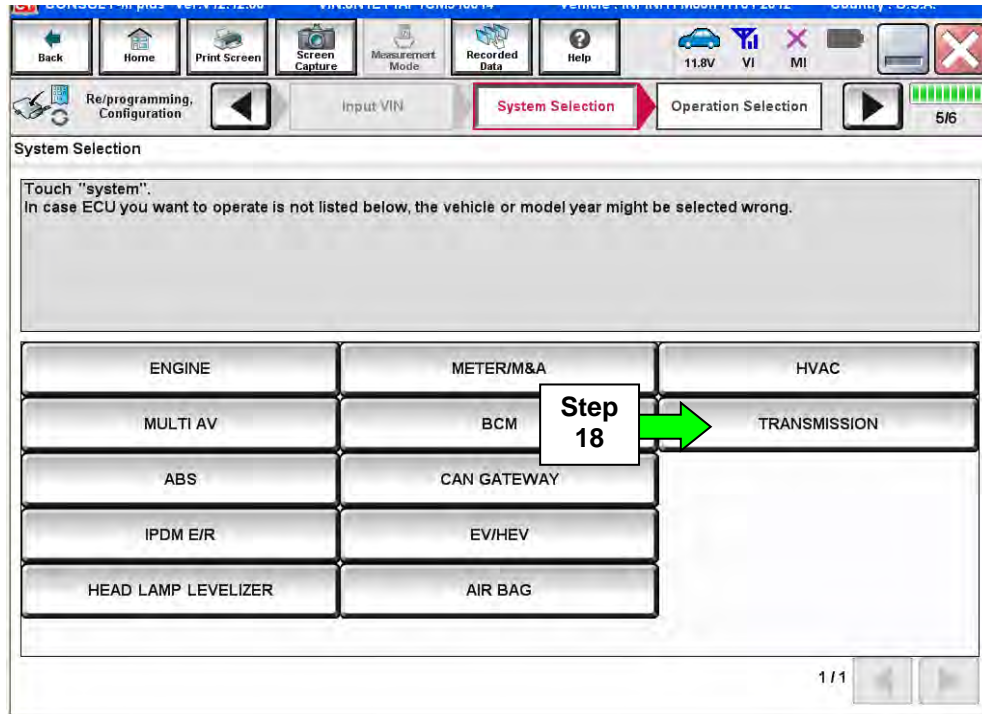 Back
Home
Print Screen
Screen
Capture
Measurement
Mode
Recorded
Data
Help
11.8V
VI
MI
Re/programming,
Configuration
Input VIN
System Selection
Operation Selection
5/6
System Selection
Touch "system".
In case ECU you want to operate is not listed below, the vehicle or model year might be selected wrong.
ENGINE
METER/M&A
HVAC
MULTI AV
BCM
Step
18
TRANSMISSION
ABS
CAN GATEWAY
IPDM E/R
EV/HEV
HEAD LAMP LEVELIZER
AIR BAG
1/1